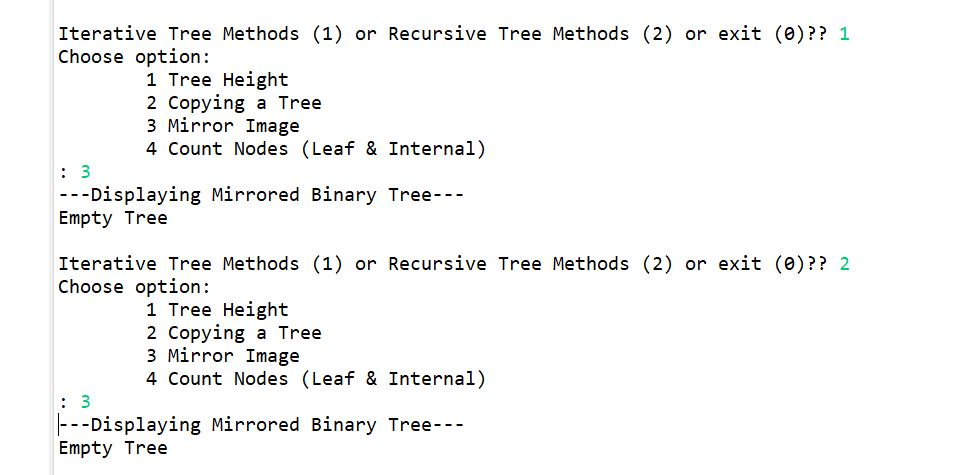 Iterative Tree Methods (1) or Recursive Tree Methods (2) or exit (0)?? 1
Choose option:
1 Tree Height
2 Copying a Tree
3 Mirror Image
4 Count Nodes (Leaf & Internal)
: 3
---Displaying Mirrored Binary Tree---
Empty Tree
Iterative Tree Methods (1) or Recursive Tree Methods (2) or exit (0)?? 2
Choose option:
1 Tree Height
2 Copying a Tree
3 Mirror Image
4 Count Nodes (Leaf & Internal)
: 3
---Displaying Mirrored Binary Tree---
Empty Tree